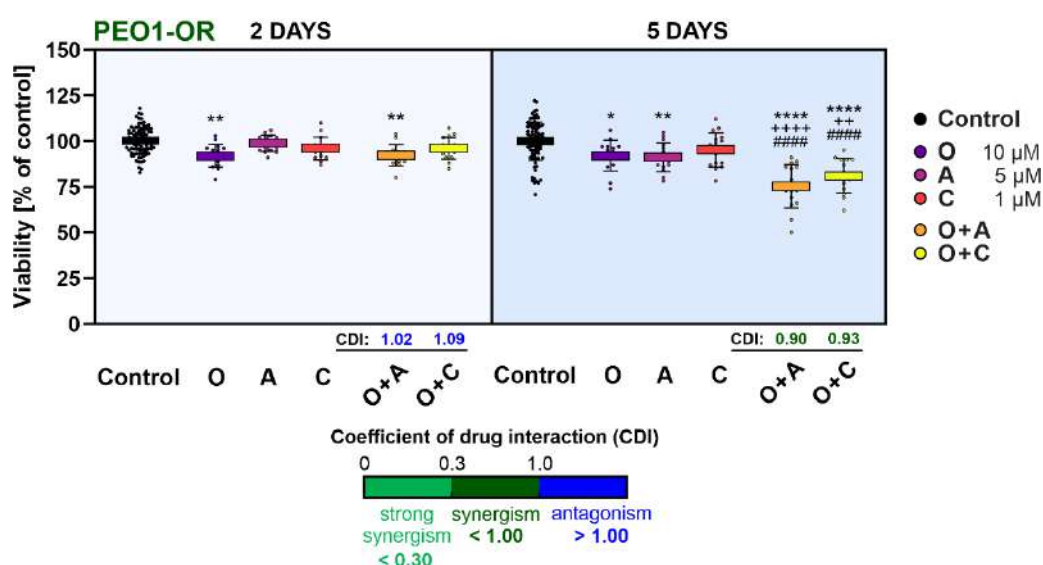 PEO1-OR 2 DAYS 5 DAYS
Viability [% of control]
150
125
100
75
50
25
0
** **
* ** **** ****
++++ ++
#### ####
Control
O 10 µM
A 5 µM
C 1 µM
O+A
O+C
CDI: 1.02 1.09 CDI: 0.90 0.93
Control O A C O+A O+C Control O A C O+A O+C
Coefficient of drug interaction (CDI)
0 0.3 1.0
strong synergism antagonism
synergism < 1.00 > 1.00
< 0.30